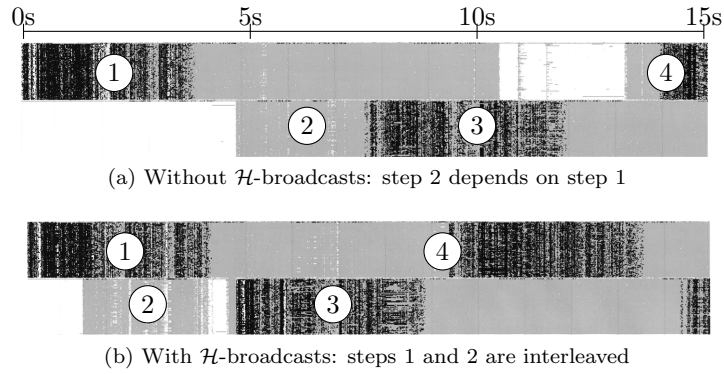 0s 5s 10s 15s
1 4
2 3
(a) Without ℋ-broadcasts: step 2 depends on step 1
1 4
2 3
(b) With ℋ-broadcasts: steps 1 and 2 are interleaved